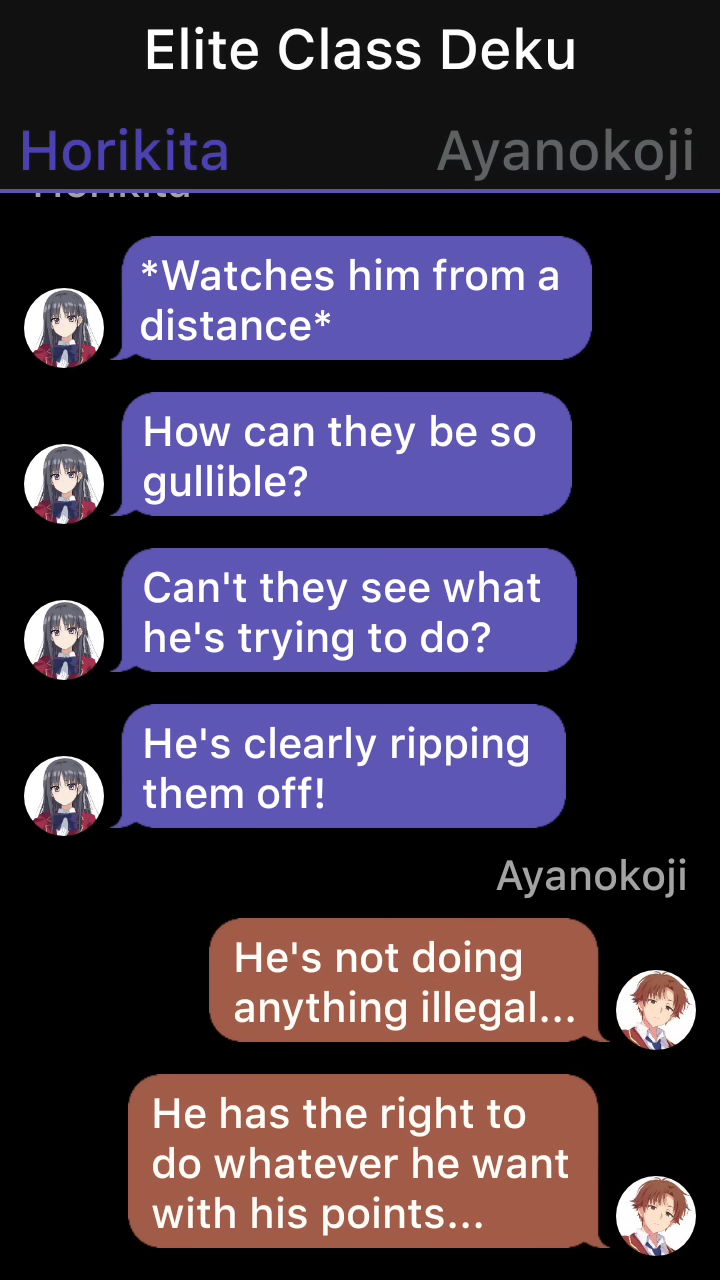 Elite Class Deku
Horikita
Ayanokoji
Horikita
*Watches him from a
distance*
How can they be so
gullible?
Can't they see what
he's trying to do?
He's clearly ripping
them off!
Ayanokoji
He's not doing
anything illegal...
He has the right to
do whatever he want
with his points...